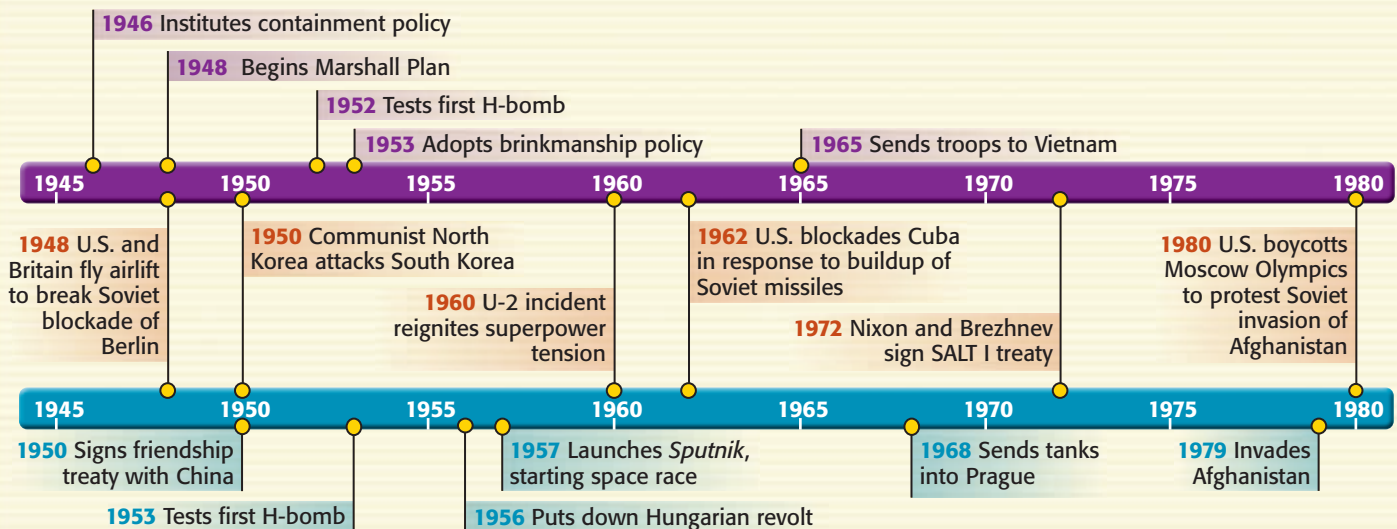 1946 Institutes containment policy
1948 Begins Marshall Plan
1952 Tests first H-bomb
1953 Adopts brinkmanship policy
1965 Sends troops to Vietnam
1945 1950 1955 1960 1965 1970 1975 1980
1948 U.S. and
Britain fly airlift
to break Soviet
blockade of
Berlin
1950 Communist North
Korea attacks South Korea
1960 U-2 incident
reignites superpower
tension
1962 U.S. blockades Cuba
in response to buildup of
Soviet missiles
1972 Nixon and Brezhnev
sign SALT I treaty
1980 U.S. boycotts
Moscow Olympics
to protest Soviet
invasion of
Afghanistan
1945 1950 1955 1960 1965 1970 1975 1980
1950 Signs friendship
treaty with China
1953 Tests first H-bomb
1956 Puts down Hungarian revolt
1957 Launches Sputnik,
starting space race
1968 Sends tanks
into Prague
1979 Invades
Afghanistan